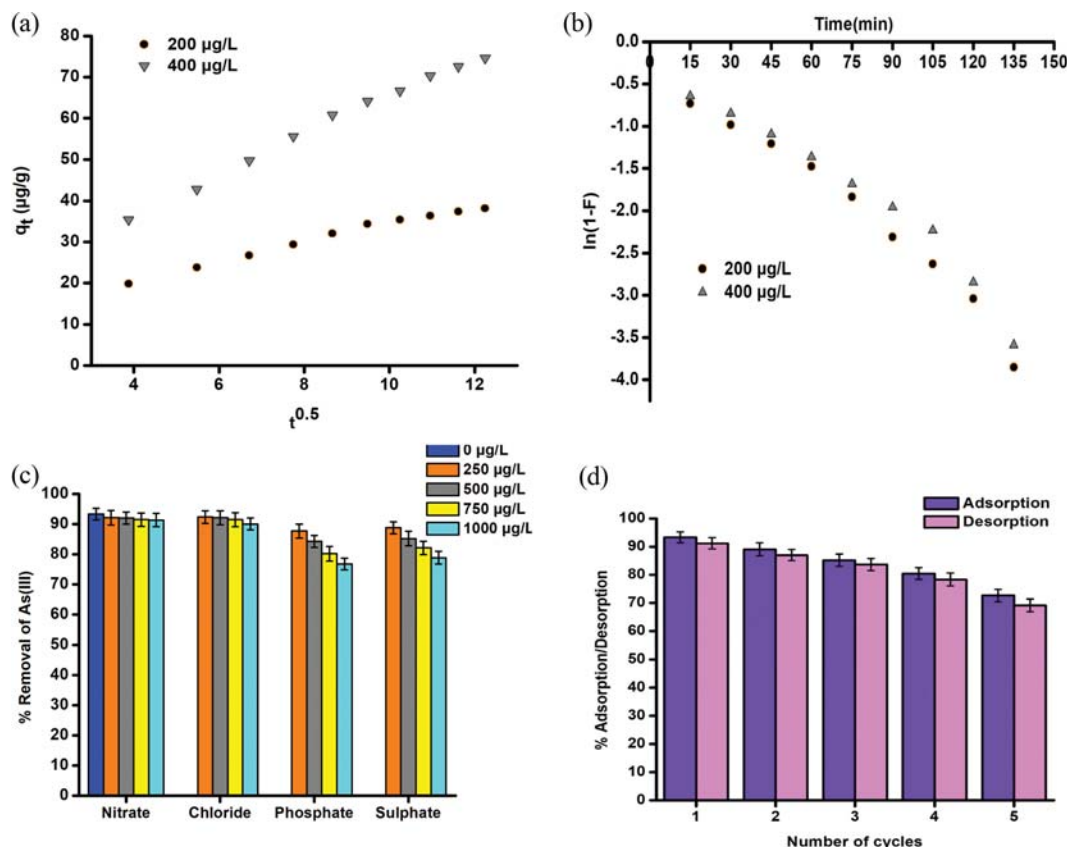 (a)
200 µg/L
400 µg/L
80
70
60
50
40
30
20
10
0
4
6
8
10
12
qt (µg/g)
t0.5
(b)
Time(min)
0.0
0 15 30 45 60 75 90 105 120 135 150
-0.5
-1.0
-1.5
-2.0
-2.5
-3.0
-3.5
-4.0
ln(1-F)
200 µg/L
400 µg/L
(c)
0 µg/L
250 µg/L
500 µg/L
750 µg/L
1000 µg/L
100
90
80
70
60
50
40
30
20
10
0
% Removal of As(III)
Nitrate Chloride Phosphate Sulphate
(d)
Adsorption
Desorption
100
90
80
70
60
50
40
30
20
10
0
% Adsorption/Desorption
1 2 3 4 5
Number of cycles